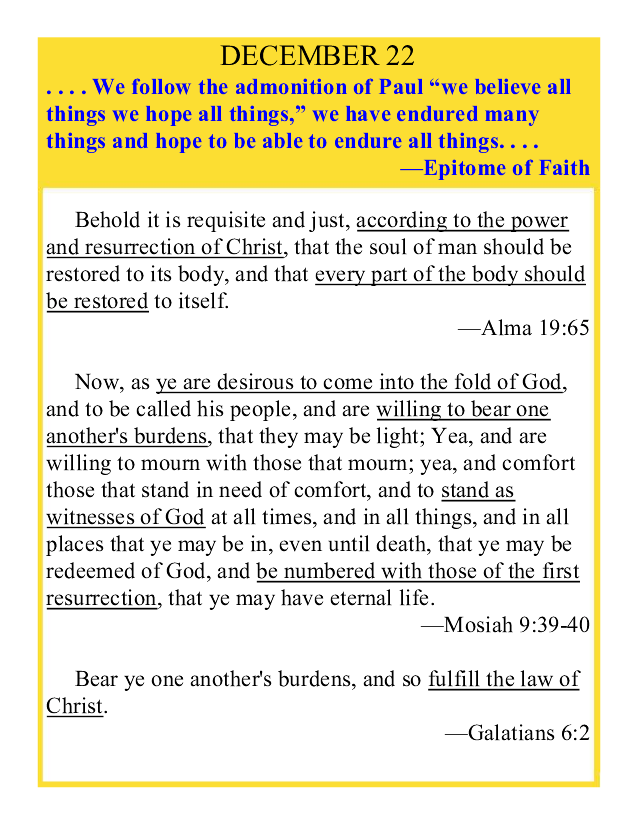 DECEMBER 22
. . . . We follow the admonition of Paul “we believe all
things we hope all things,” we have endured many
things and hope to be able to endure all things. . . .
—Epitome of Faith
Behold it is requisite and just, according to the power
and resurrection of Christ, that the soul of man should be
restored to its body, and that every part of the body should
be restored to itself.
—Alma 19:65
Now, as ye are desirous to come into the fold of God,
and to be called his people, and are willing to bear one
another's burdens, that they may be light; Yea, and are
willing to mourn with those that mourn; yea, and comfort
those that stand in need of comfort, and to stand as
witnesses of God at all times, and in all things, and in all
places that ye may be in, even until death, that ye may be
redeemed of God, and be numbered with those of the first
resurrection, that ye may have eternal life.
—Mosiah 9:39-40
Bear ye one another's burdens, and so fulfill the law of
Christ.
—Galatians 6:2